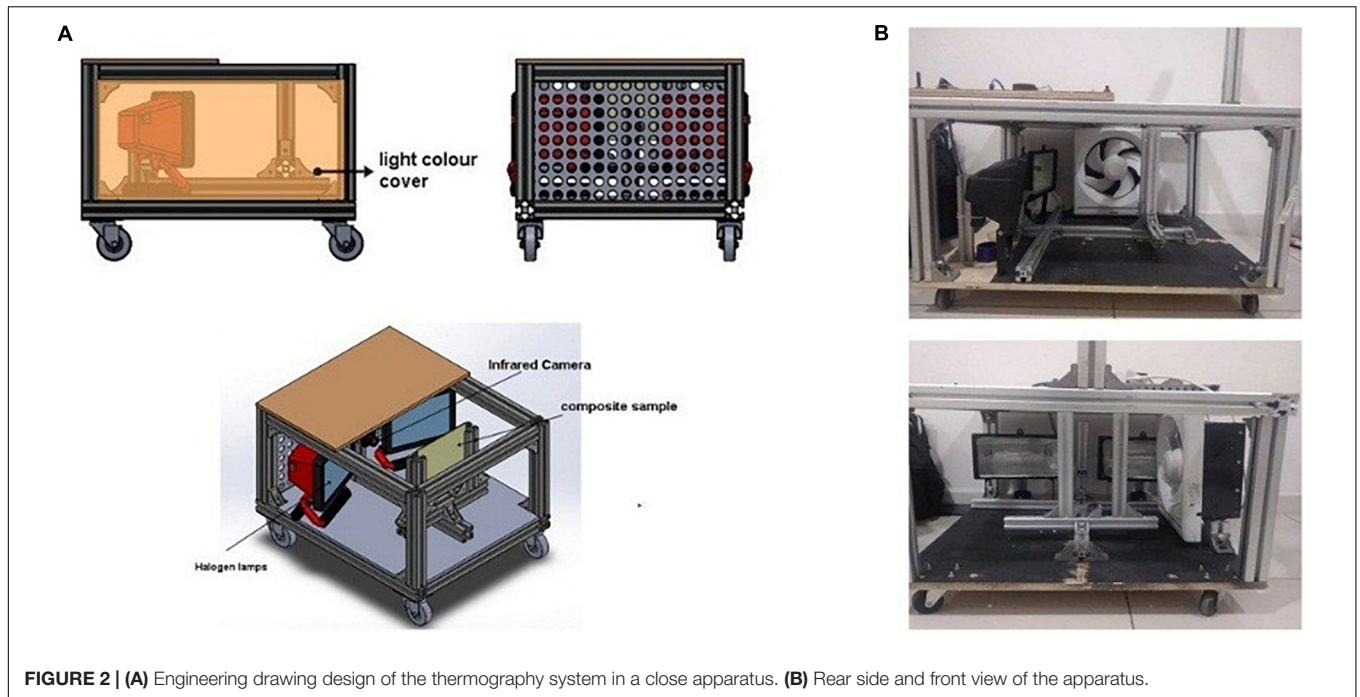 A
B
light colour
cover
Infrared Camera
composite sample
Halogen lamps
FIGURE 2 | (A) Engineering drawing design of the thermography system in a close apparatus. (B) Rear side and front view of the apparatus.